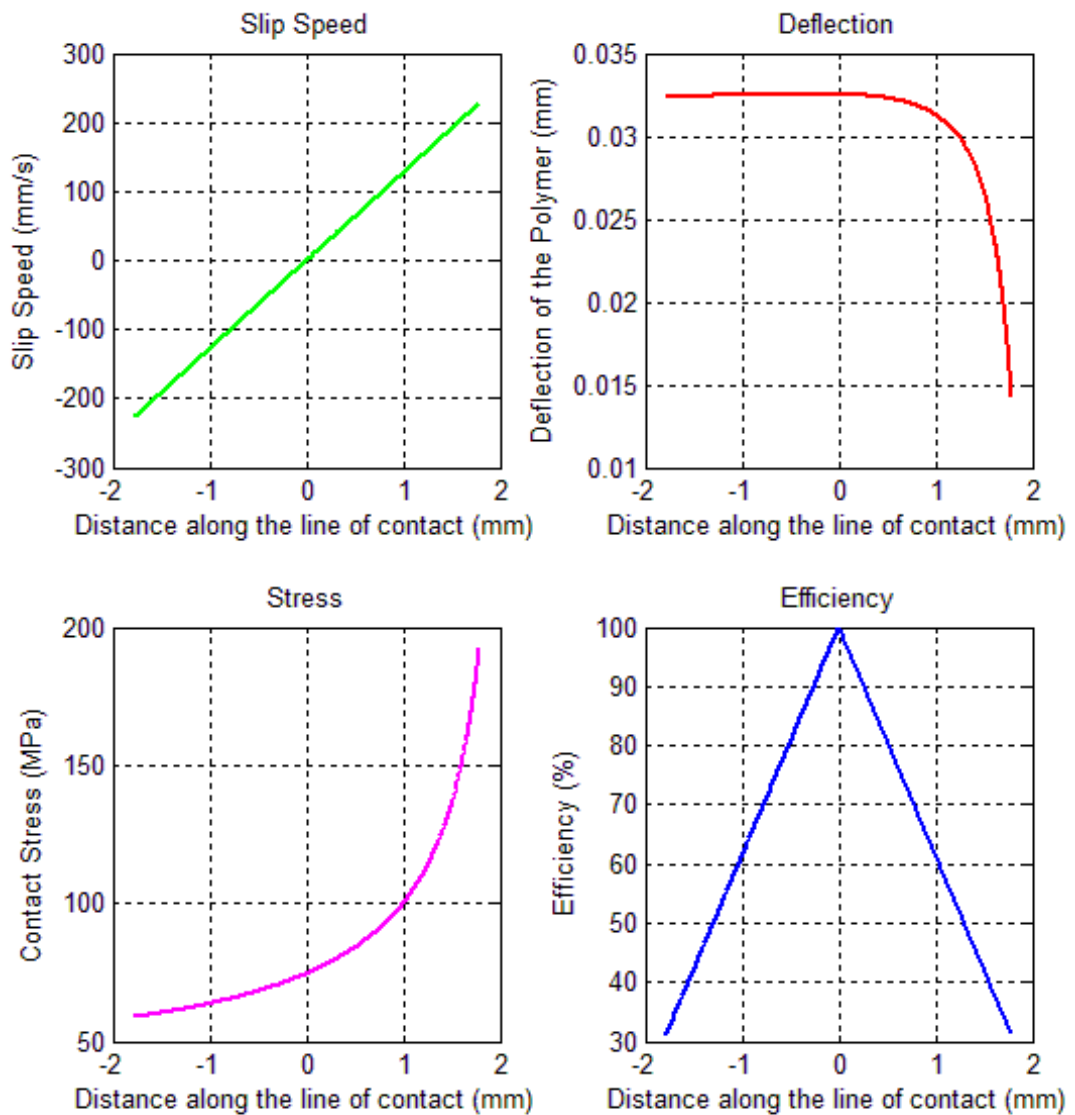 Slip Speed
300
200
100
0
-100
-200
-300
Slip Speed (mm/s)
-2 -1 0 1 2
Distance along the line of contact (mm)
Deflection
0.035
0.03
0.025
0.02
0.015
0.01
Deflection of the Polymer (mm)
-2 -1 0 1 2
Distance along the line of contact (mm)
Stress
200
150
100
50
Contact Stress (MPa)
-2 -1 0 1 2
Distance along the line of contact (mm)
Efficiency
100
90
80
70
60
50
40
30
Efficiency (%)
-2 -1 0 1 2
Distance along the line of contact (mm)